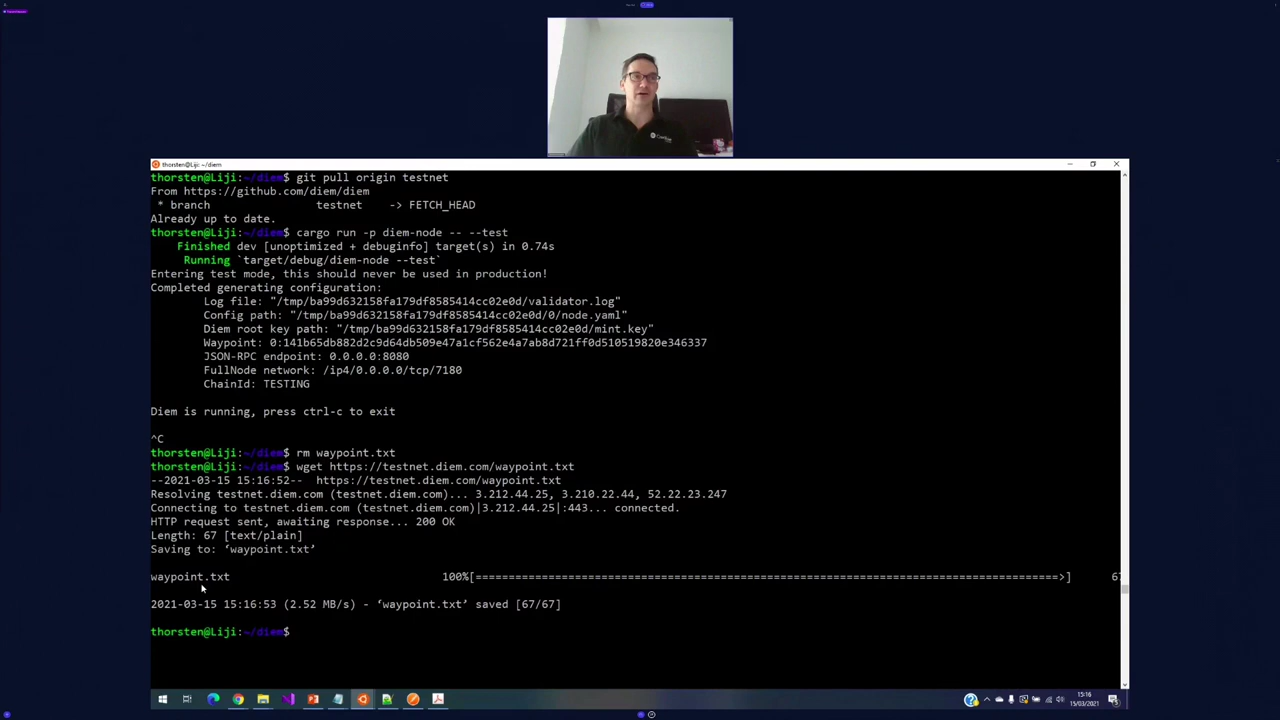 thorsten@Liji: ~/diem
thorsten@Liji:~/diem$ git pull origin testnet
From https://github.com/diem/diem
 * branch            testnet    -> FETCH_HEAD
Already up to date.
thorsten@Liji:~/diem$ cargo run -p diem-node -- --test
Finished dev [unoptimized + debuginfo] target(s) in 0.74s
Running `target/debug/diem-node --test`
Entering test mode, this should never be used in production!
Completed generating configuration:
Log file: "/tmp/ba99d632158fa179df8585414cc02e0d/validator.log"
Config path: "/tmp/ba99d632158fa179df8585414cc02e0d/0/node.yaml"
Diem root key path: "/tmp/ba99d632158fa179df8585414cc02e0d/mint.key"
Waypoint: 0:141b65db882d2c9d64db509e47a1cf562e4a7ab8d721ff0d510519820e346337
JSON-RPC endpoint: 0.0.0.0:8080
FullNode network: /ip4/0.0.0.0/tcp/7180
ChainId: TESTING
Diem is running, press ctrl-c to exit
^C
thorsten@Liji:~/diem$ rm waypoint.txt
thorsten@Liji:~/diem$ wget https://testnet.diem.com/waypoint.txt
--2021-03-15 15:16:52--  https://testnet.diem.com/waypoint.txt
Resolving testnet.diem.com (testnet.diem.com)... 3.212.44.25, 3.210.22.44, 52.22.23.247
Connecting to testnet.diem.com (testnet.diem.com)|3.212.44.25|:443... connected.
HTTP request sent, awaiting response... 200 OK
Length: 67 [text/plain]
Saving to: ‘waypoint.txt’
waypoint.txt 100%[=========================================================================================>] 67
2021-03-15 15:16:53 (2.52 MB/s) - ‘waypoint.txt’ saved [67/67]
thorsten@Liji:~/diem$
15:16
15/03/2021